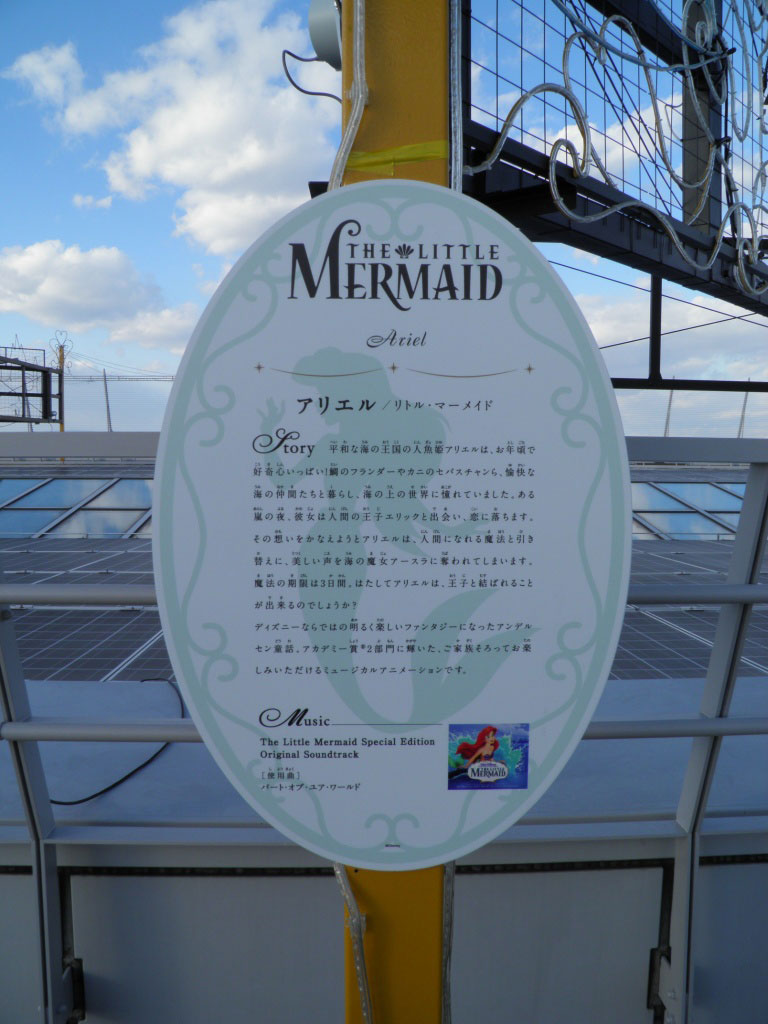 THE LITTLE
MERMAID
Ariel
アリエル／リトル・マーメイド
Story 平和な海の王国の人魚姫アリエルは、お年頃で
好奇心いっぱい！鯛のフランダーやカニのセバスチャンら、愉快な
海の仲間たちと暮らし、海の上の世界に憧れていました。ある
嵐の夜、彼女は人間の王子エリックと出会い、恋に落ちます。
その想いをかなえようとアリエルは、人間になれる魔法と引き
替えに、美しい声を海の魔女アースラに奪われてしまいます。
魔法の期限は3日間。はたしてアリエルは、王子と結ばれること
が出来るのでしょうか？
ディズニーならではの明るく楽しいファンタジーになったアンデル
セン童話。アカデミー賞®2部門に輝いた、ご家族そろってお楽
しみいただけるミュージカルアニメーションです。
Music
The Little Mermaid Special Edition
Original Soundtrack
［使用曲］
パート・オブ・ユア・ワールド
THE LITTLE
MERMAID